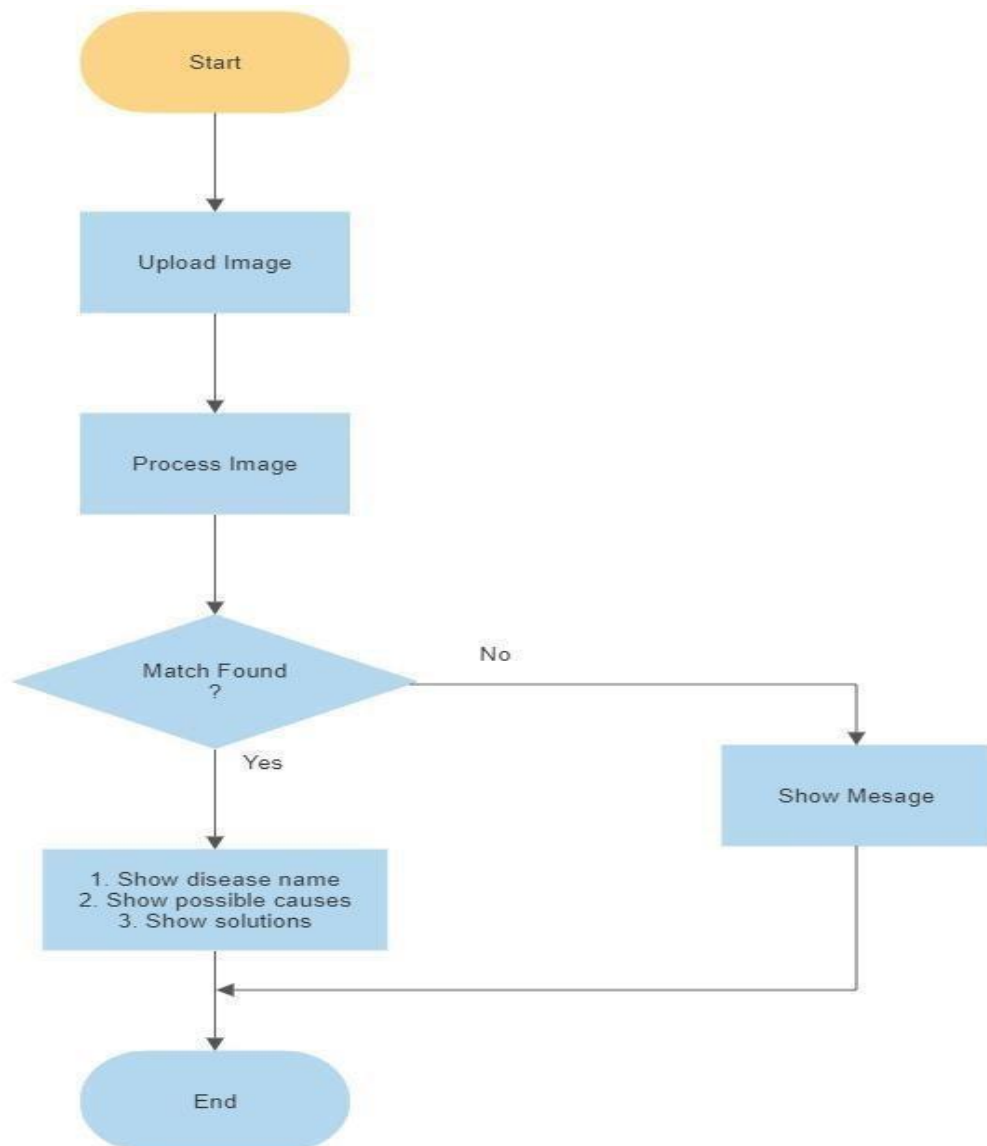 Start
Upload Image
Process Image
Match Found
?
No
Yes
Show Mesage
1. Show disease name
2. Show possible causes
3. Show solutions
End